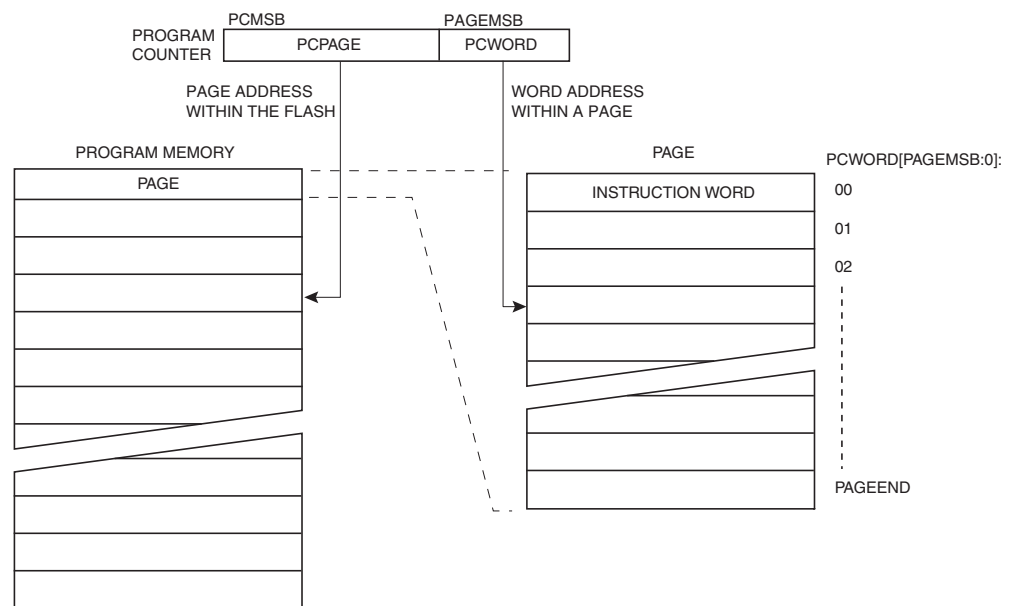 PCMSB
PAGEMSB
PROGRAM
COUNTER
PCPAGE
PCWORD
PAGE ADDRESS
WITHIN THE FLASH
WORD ADDRESS
WITHIN A PAGE
PROGRAM MEMORY
PAGE
PAGE
INSTRUCTION WORD
PCWORD[PAGEMSB:0]:
00
01
02
PAGEEND